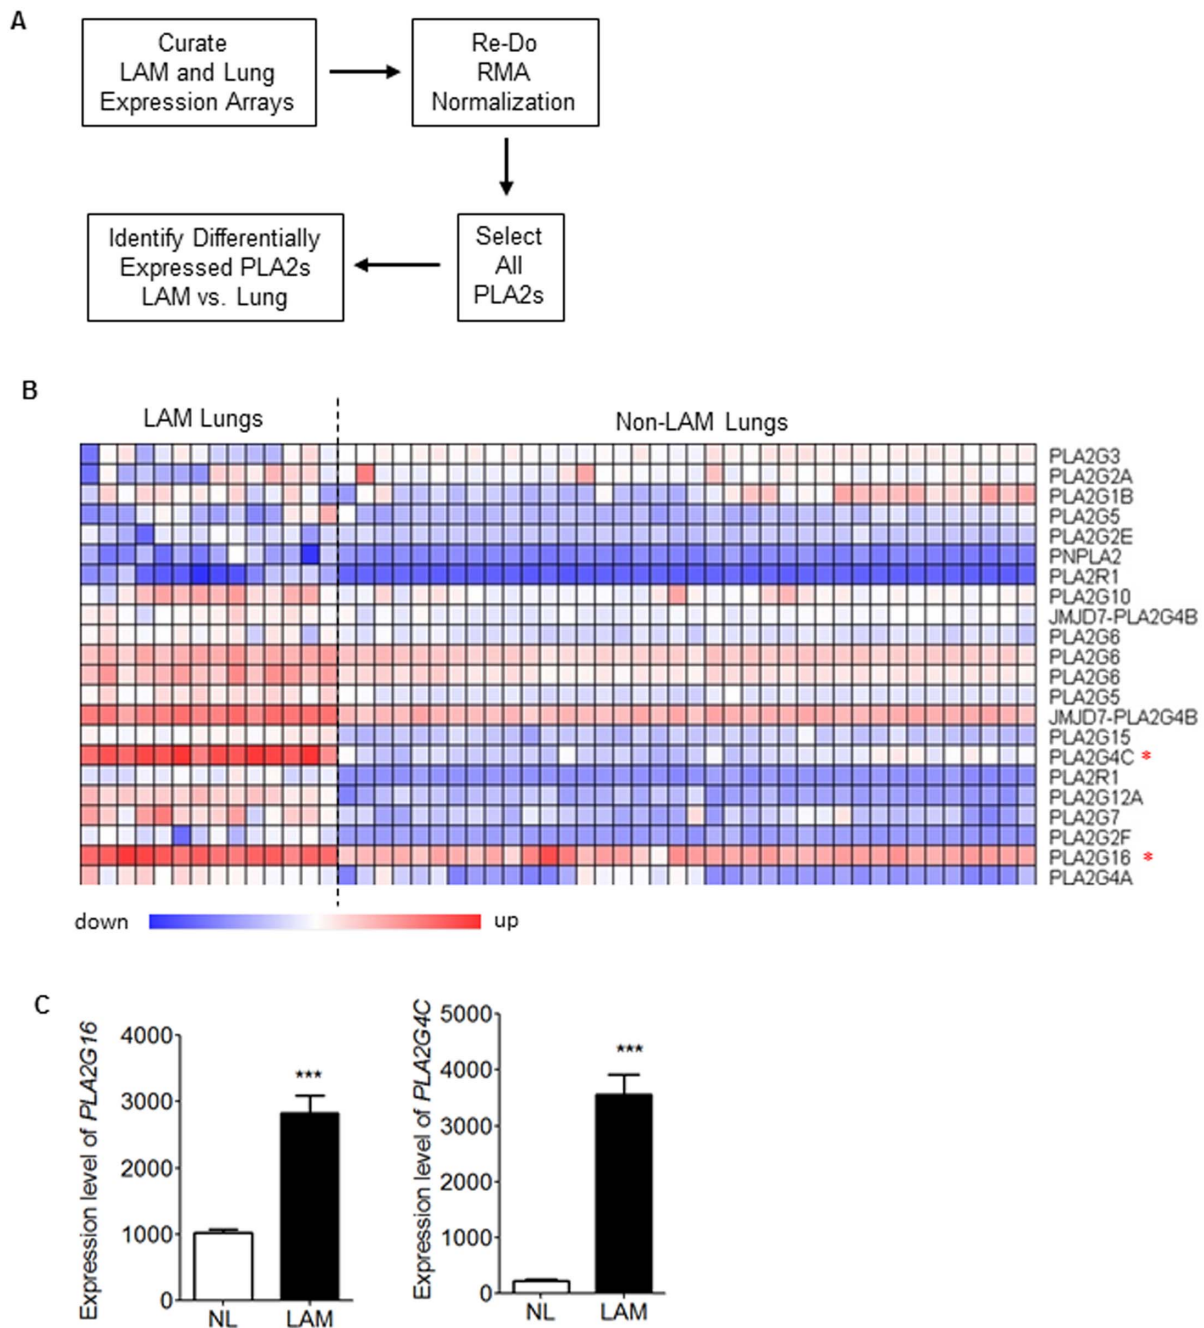 A
Curate
LAM and Lung
Expression Arrays
Re-Do
RMA
Normalization
Identify Differentially
Expressed PLA2s
LAM vs. Lung
Select
All
PLA2s
B
LAM Lungs
Non-LAM Lungs
PLA2G3
PLA2G2A
PLA2G1B
PLA2G5
PLA2G2E
PNPLA2
PLA2R1
PLA2G10
JMJD7-PLA2G4B
PLA2G6
PLA2G6
PLA2G6
PLA2G5
JMJD7-PLA2G4B
PLA2G15
PLA2G4C *
PLA2R1
PLA2G12A
PLA2G7
PLA2G2F
PLA2G16 *
PLA2G4A
down
up
C
Expression level of PLA2G16
4000
3000
2000
1000
0
***
NL
LAM
Expression level of PLA2G4C
5000
4000
3000
2000
1000
0
***
NL
LAM